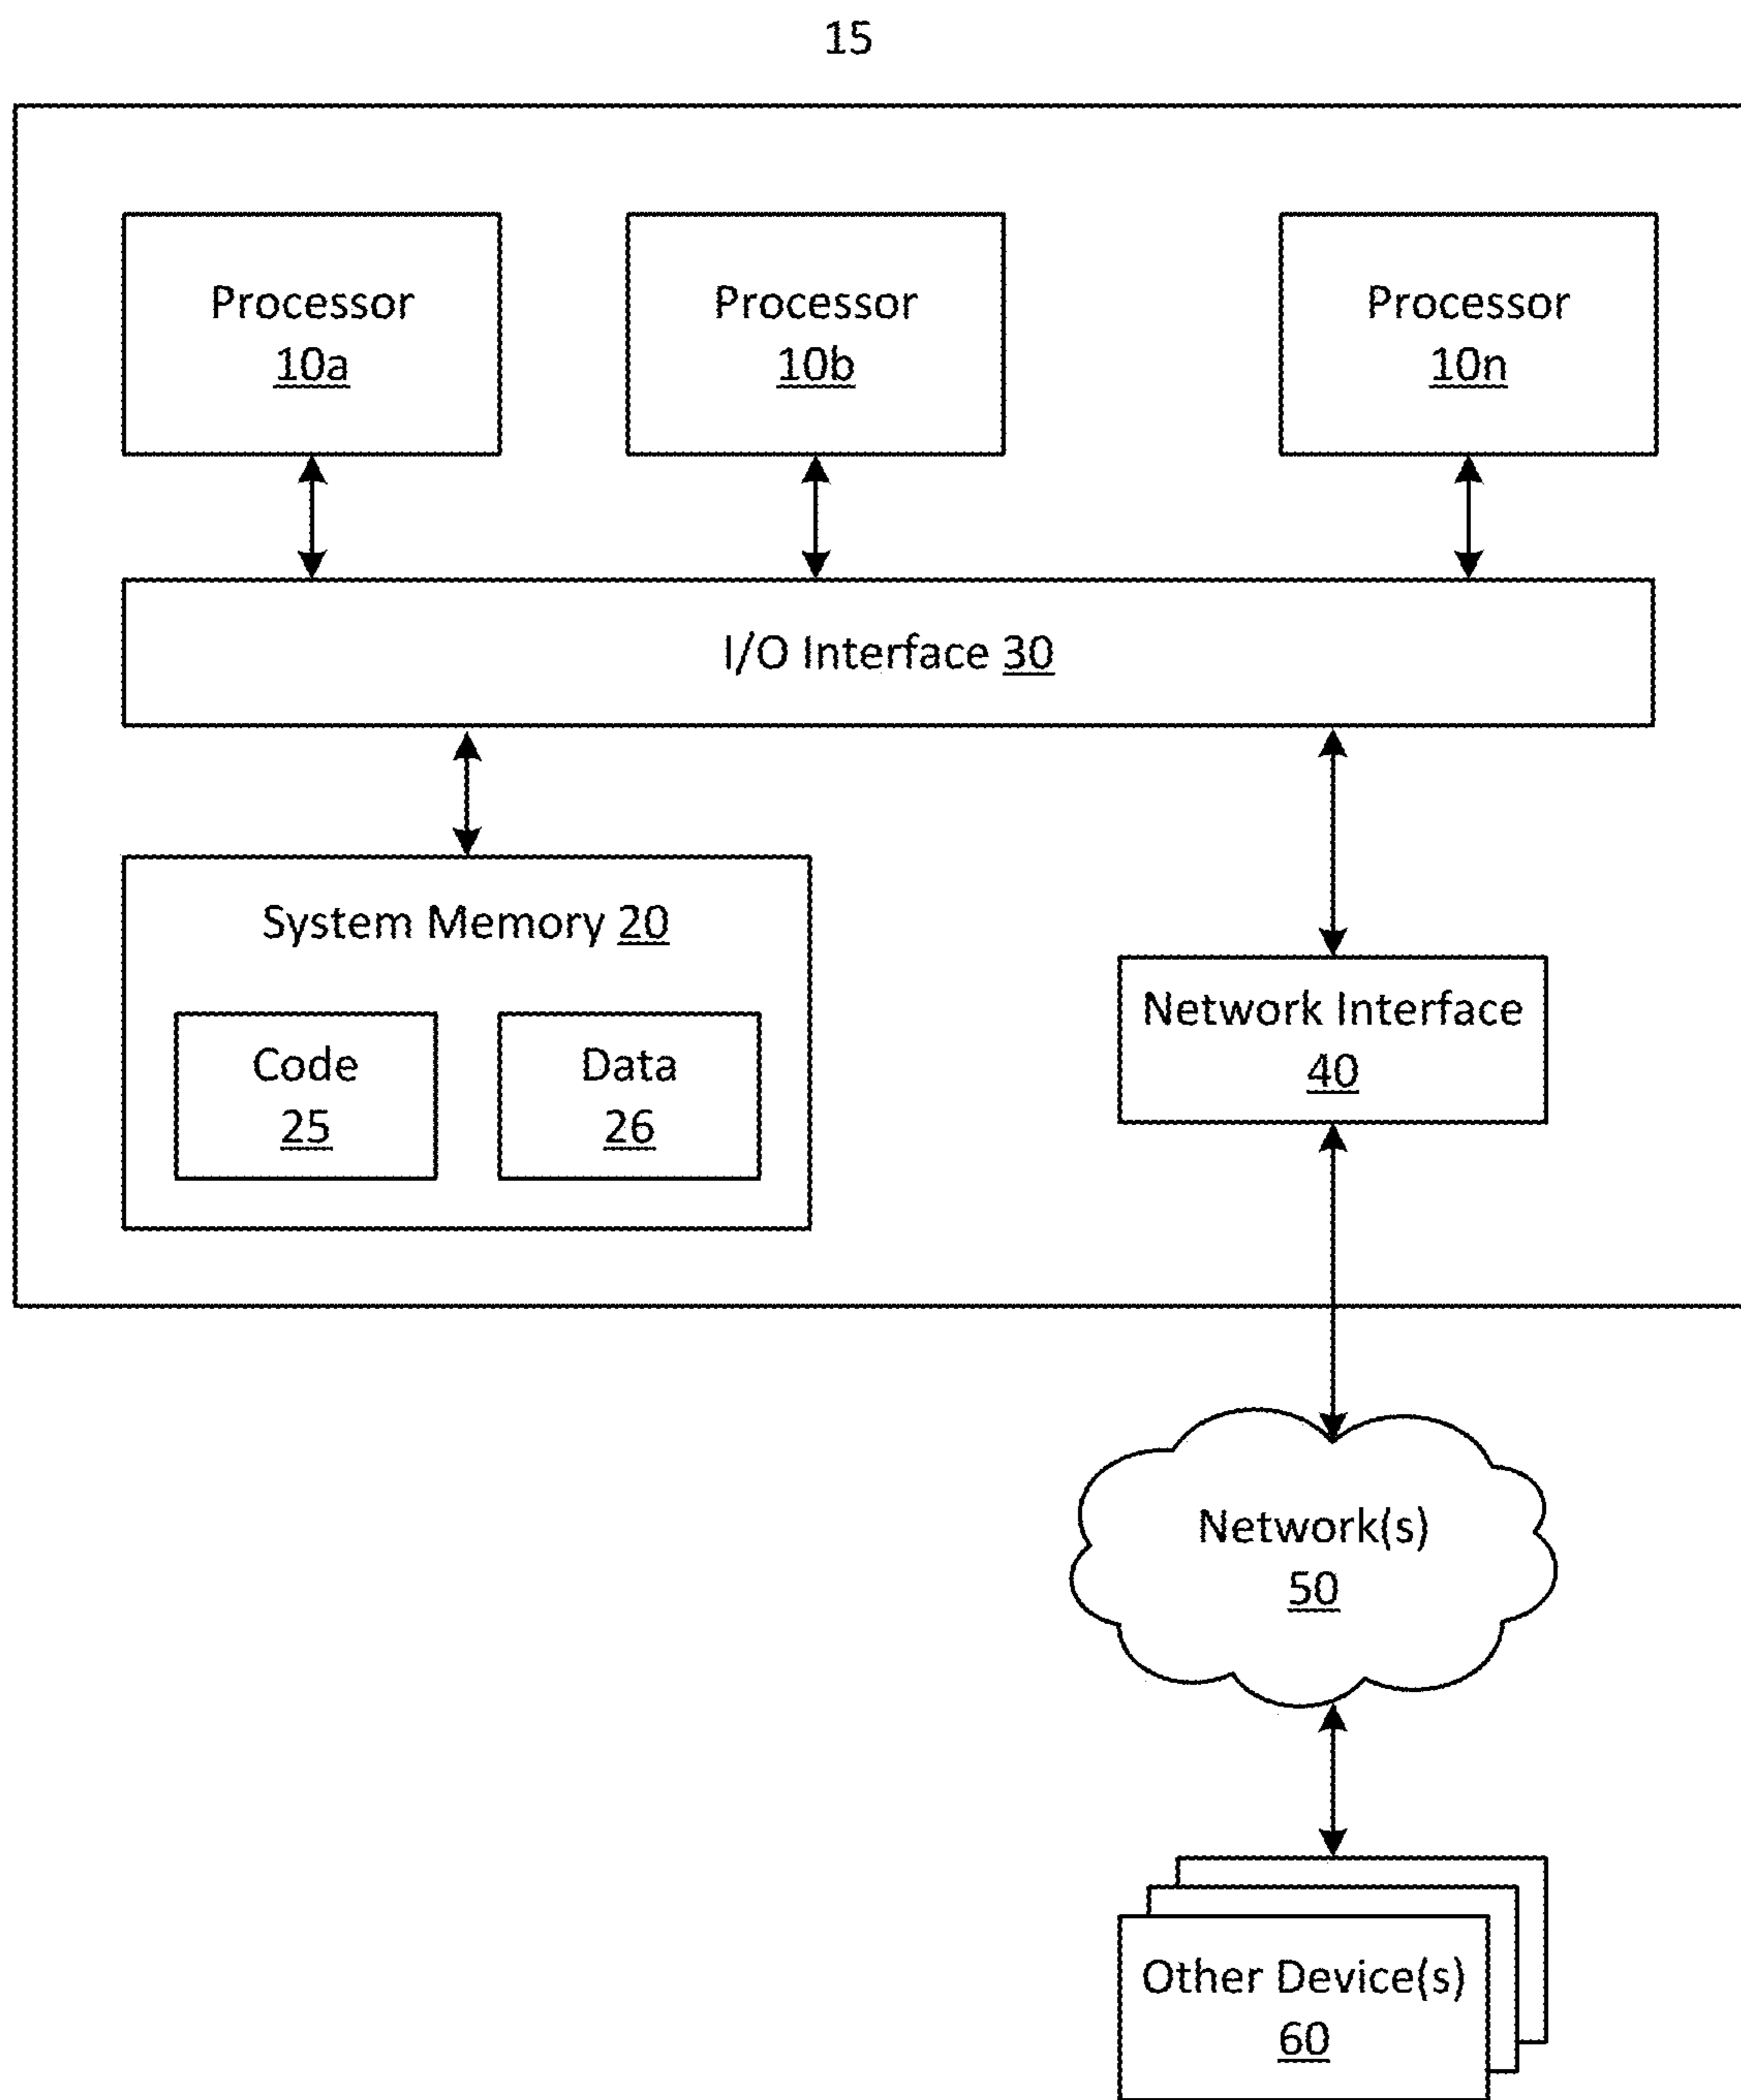 15
Processor
10a
Processor
10b
Processor
10n
I/O Interface 30
System Memory 20
Code
25
Data
26
Network Interface
40
Network(s)
50
Other Device(s)
60